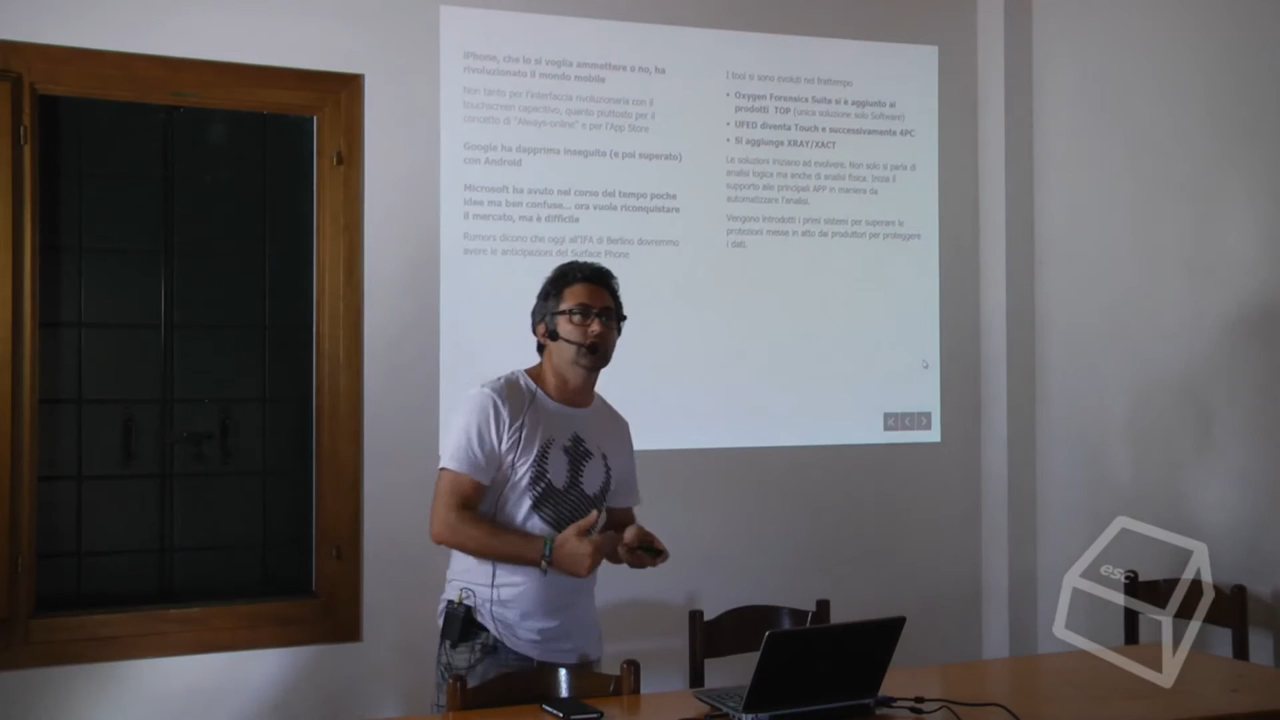 iPhone, che lo si voglia ammettere o no, ha
rivoluzionato il mondo mobile
Non tanto per l'interfaccia rivoluzionaria con il
touchscreen capacitivo, quanto piuttosto per il
concetto di "Always-online" e per l'App Store
Google ha dapprima inseguito (e poi superato)
con Android
Microsoft ha avuto nel corso del tempo poche
idee ma ben confuse... ora vuole riconquistare
il mercato, ma è difficile
Rumors dicono che oggi all'IFA di Berlino dovremmo
avere le anticipazioni del Surface Phone
I tool si sono evoluti nel frattempo
• Oxygen Forensics Suite si è aggiunto ai
prodotti TOP (unica soluzione solo Software)
• UFED diventa Touch e successivamente 4PC
• Si aggiunge XRAY/XACT
Le soluzioni iniziano ad evolvere. Non solo si parla di
analisi logica ma anche di analisi fisica. Inizia il
supporto alle principali APP in maniera da
automatizzare l'analisi.
Vengono introdotti i primi sistemi per superare le
protezioni messe in atto dai produttori per proteggere
i dati.
esc